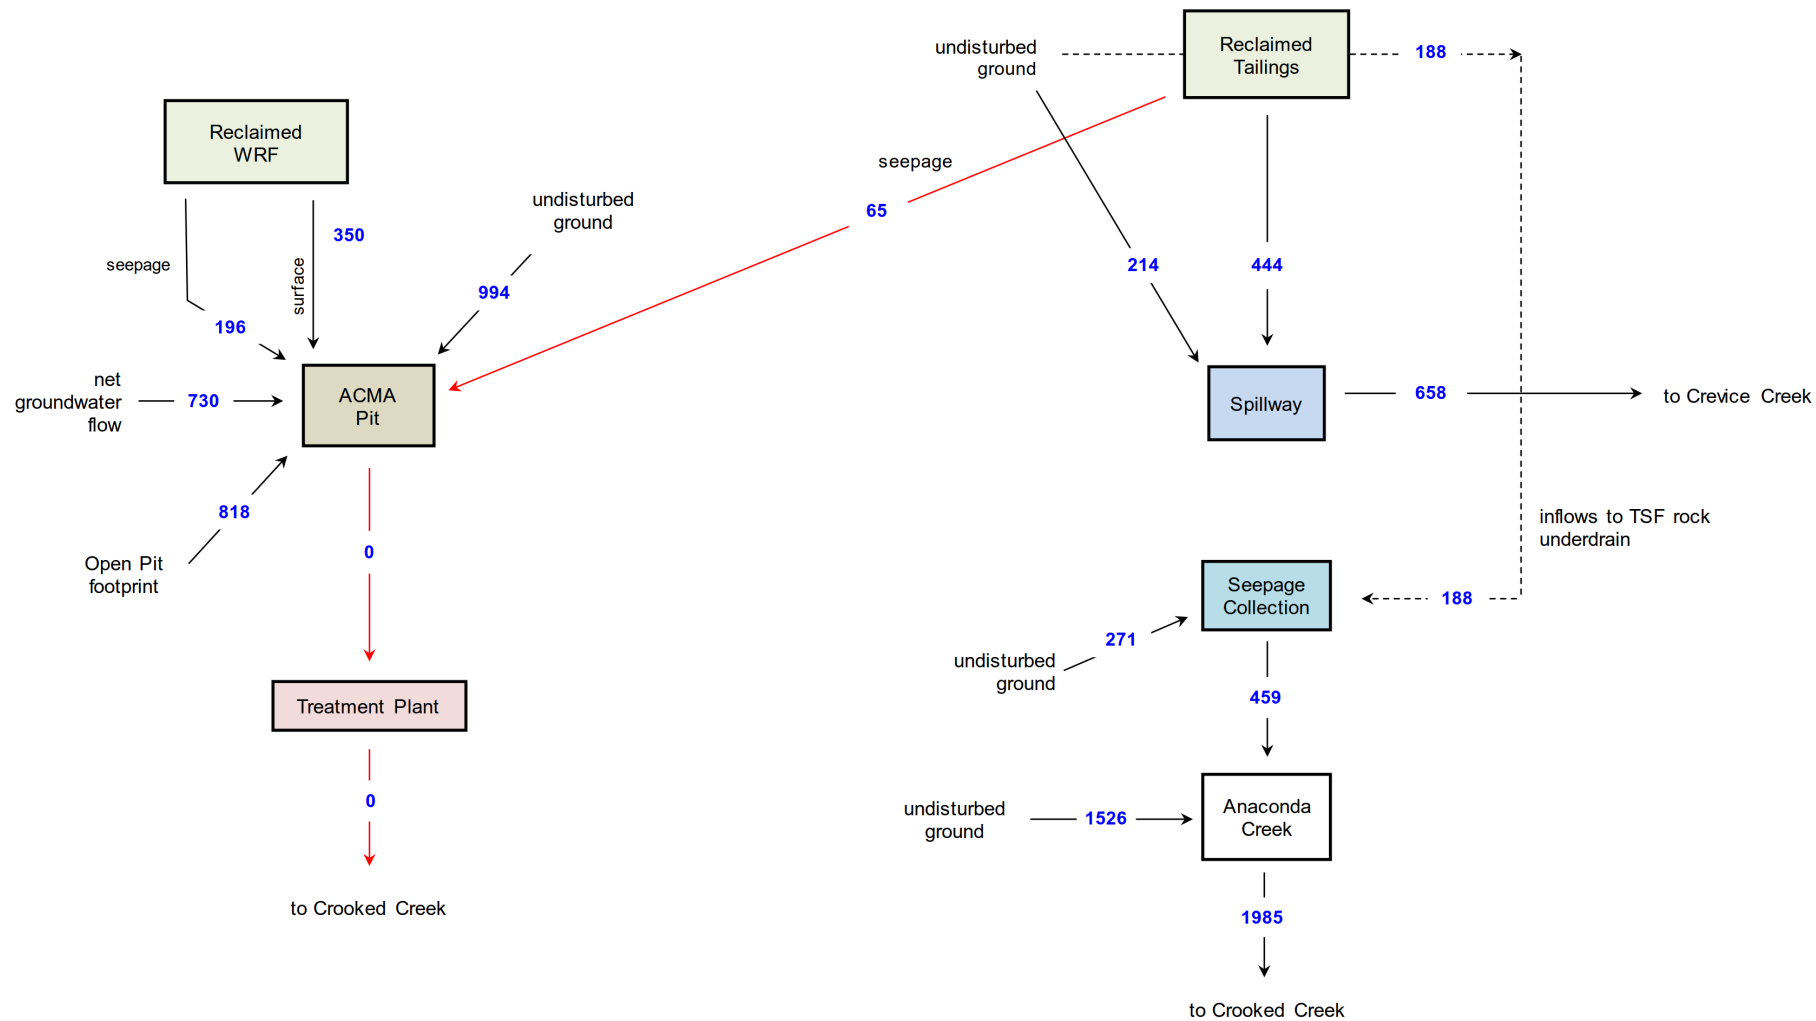 undisturbed
ground
Reclaimed
Tailings
188
Reclaimed
WRF
seepage
65
undisturbed
ground
350
seepage
surface
994
214
444
196
net
groundwater
flow
730
ACMA
Pit
Spillway
658
to Crevice Creek
818
Open Pit
footprint
0
inflows to TSF rock
underdrain
Seepage
Collection
188
271
undisturbed
ground
459
Treatment Plant
0
undisturbed
ground
1526
Anaconda
Creek
to Crooked Creek
1985
to Crooked Creek